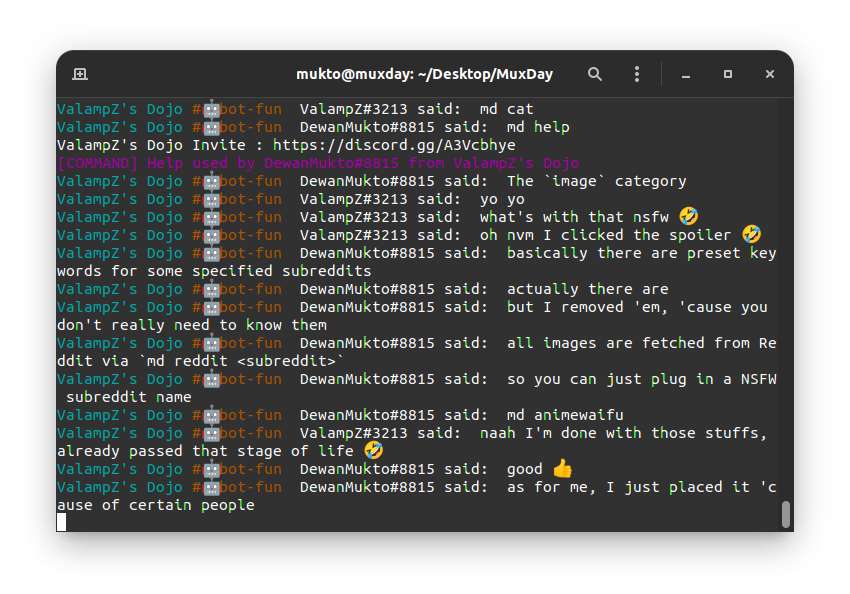 mukto@muxday: ~/Desktop/MuxDay
ValampZ's Dojo #🤖bot-fun  ValampZ#3213 said:  md cat
ValampZ's Dojo #🤖bot-fun  DewanMukto#8815 said:  md help
ValampZ's Dojo Invite : https://discord.gg/A3Vcbhye
[COMMAND] Help used by DewanMukto#8815 from ValampZ's Dojo
ValampZ's Dojo #🤖bot-fun  DewanMukto#8815 said:  The `image` category
ValampZ's Dojo #🤖bot-fun  ValampZ#3213 said:  yo yo
ValampZ's Dojo #🤖bot-fun  ValampZ#3213 said:  what's with that nsfw 🤣
ValampZ's Dojo #🤖bot-fun  ValampZ#3213 said:  oh nvm I clicked the spoiler 🤣
ValampZ's Dojo #🤖bot-fun  DewanMukto#8815 said:  basically there are preset key
words for some specified subreddits
ValampZ's Dojo #🤖bot-fun  DewanMukto#8815 said:  actually there are
ValampZ's Dojo #🤖bot-fun  DewanMukto#8815 said:  but I removed 'em, 'cause you
don't really need to know them
ValampZ's Dojo #🤖bot-fun  DewanMukto#8815 said:  all images are fetched from Re
ddit via `md reddit <subreddit>`
ValampZ's Dojo #🤖bot-fun  DewanMukto#8815 said:  so you can just plug in a NSFW
 subreddit name
ValampZ's Dojo #🤖bot-fun  DewanMukto#8815 said:  md animewaifu
ValampZ's Dojo #🤖bot-fun  ValampZ#3213 said:  naah I'm done with those stuffs,
already passed that stage of life 🤣
ValampZ's Dojo #🤖bot-fun  DewanMukto#8815 said:  good 👍
ValampZ's Dojo #🤖bot-fun  DewanMukto#8815 said:  as for me, I just placed it 'c
ause of certain people